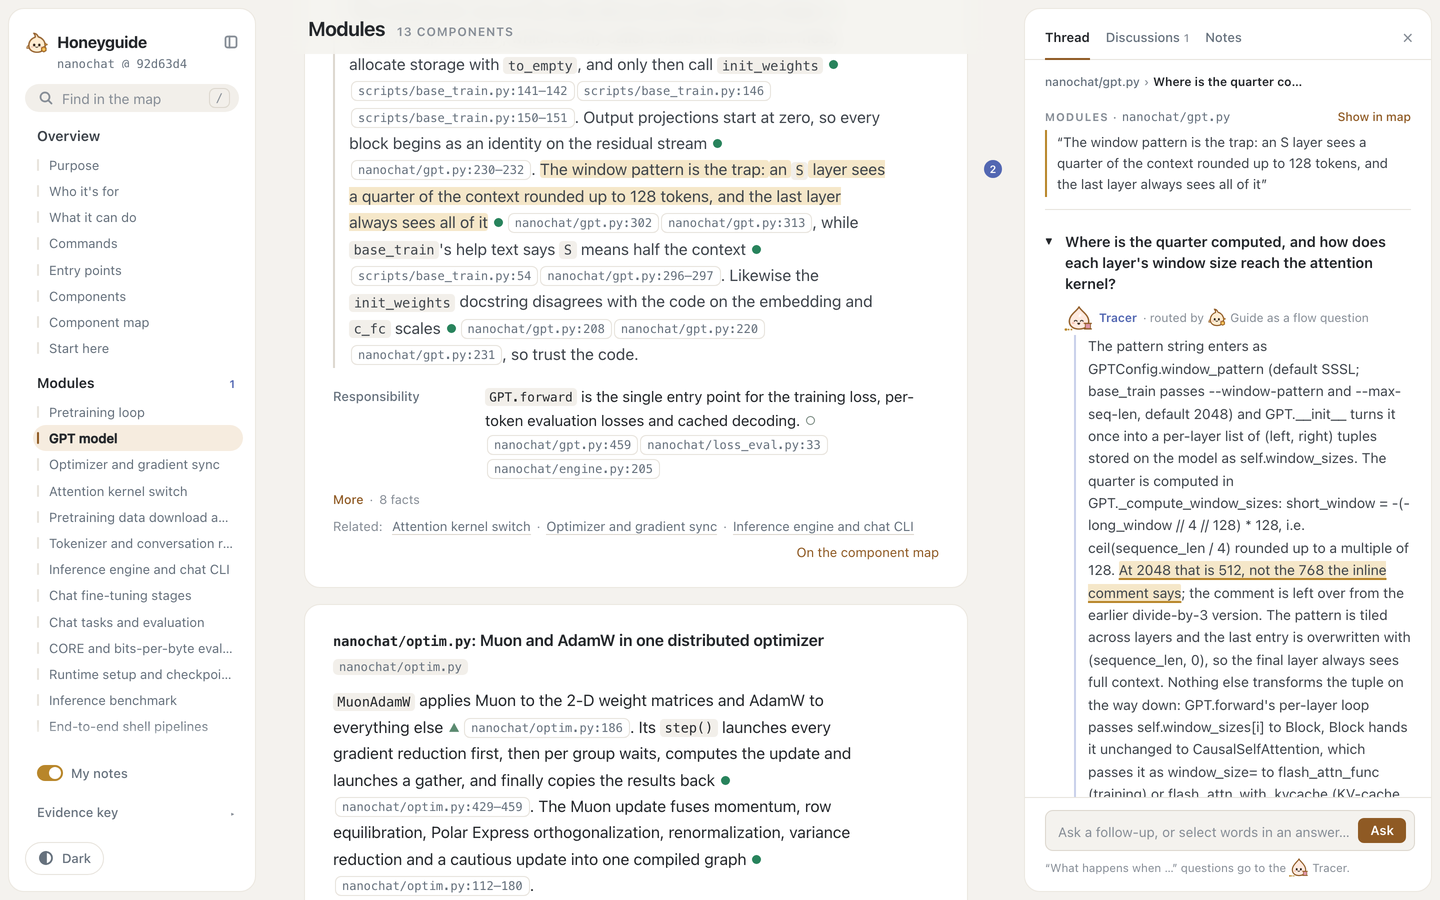 Honeyguide
nanochat @ 92d63d4
Find in the map /
Overview
Purpose
Who it's for
What it can do
Commands
Entry points
Components
Component map
Start here
Modules 1
Pretraining loop
GPT model
Optimizer and gradient sync
Attention kernel switch
Pretraining data download a...
Tokenizer and conversation r...
Inference engine and chat CLI
Chat fine-tuning stages
Chat tasks and evaluation
CORE and bits-per-byte eval...
Runtime setup and checkpoi...
Inference benchmark
End-to-end shell pipelines
My notes
Evidence key
Dark
Modules 13 COMPONENTS
allocate storage with to_empty, and only then call init_weights
scripts/base_train.py:141–142 scripts/base_train.py:146
scripts/base_train.py:150–151. Output projections start at zero, so every
block begins as an identity on the residual stream
nanochat/gpt.py:230–232. The window pattern is the trap: an S layer sees
a quarter of the context rounded up to 128 tokens, and the last layer
always sees all of it nanochat/gpt.py:302 nanochat/gpt.py:313, while
base_train's help text says S means half the context
scripts/base_train.py:54 nanochat/gpt.py:296–297. Likewise the
init_weights docstring disagrees with the code on the embedding and
c_fc scales nanochat/gpt.py:208 nanochat/gpt.py:220
nanochat/gpt.py:231, so trust the code.
2
Responsibility
GPT.forward is the single entry point for the training loss, per-
token evaluation losses and cached decoding.
nanochat/gpt.py:459 nanochat/loss_eval.py:33
nanochat/engine.py:205
More · 8 facts
Related: Attention kernel switch · Optimizer and gradient sync · Inference engine and chat CLI
On the component map
nanochat/optim.py: Muon and AdamW in one distributed optimizer
nanochat/optim.py
MuonAdamW applies Muon to the 2-D weight matrices and AdamW to
everything else nanochat/optim.py:186. Its step() launches every
gradient reduction first, then per group waits, computes the update and
launches a gather, and finally copies the results back
nanochat/optim.py:429–459. The Muon update fuses momentum, row
equilibration, Polar Express orthogonalization, renormalization, variance
reduction and a cautious update into one compiled graph
nanochat/optim.py:112–180.
Thread Discussions 1 Notes ×
nanochat/gpt.py › Where is the quarter co...
MODULES · nanochat/gpt.py Show in map
“The window pattern is the trap: an S layer sees a
quarter of the context rounded up to 128 tokens, and
the last layer always sees all of it”
Where is the quarter computed, and how does
each layer's window size reach the attention
kernel?
Tracer · routed by Guide as a flow question
The pattern string enters as
GPTConfig.window_pattern (default SSSL;
base_train passes --window-pattern and --max-
seq-len, default 2048) and GPT.__init__ turns it
once into a per-layer list of (left, right) tuples
stored on the model as self.window_sizes. The
quarter is computed in
GPT._compute_window_sizes: short_window = -(-
long_window // 4 // 128) * 128, i.e.
ceil(sequence_len / 4) rounded up to a multiple of
128. At 2048 that is 512, not the 768 the inline
comment says; the comment is left over from the
earlier divide-by-3 version. The pattern is tiled
across layers and the last entry is overwritten with
(sequence_len, 0), so the final layer always sees
full context. Nothing else transforms the tuple on
the way down: GPT.forward's per-layer loop
passes self.window_sizes[i] to Block, Block hands
it unchanged to CausalSelfAttention, which
passes it as window_size= to flash_attn_func
(training) or flash_attn_with_kvcache (KV-cache
Ask a follow-up, or select words in an answer... Ask
“What happens when ...” questions go to the Tracer.